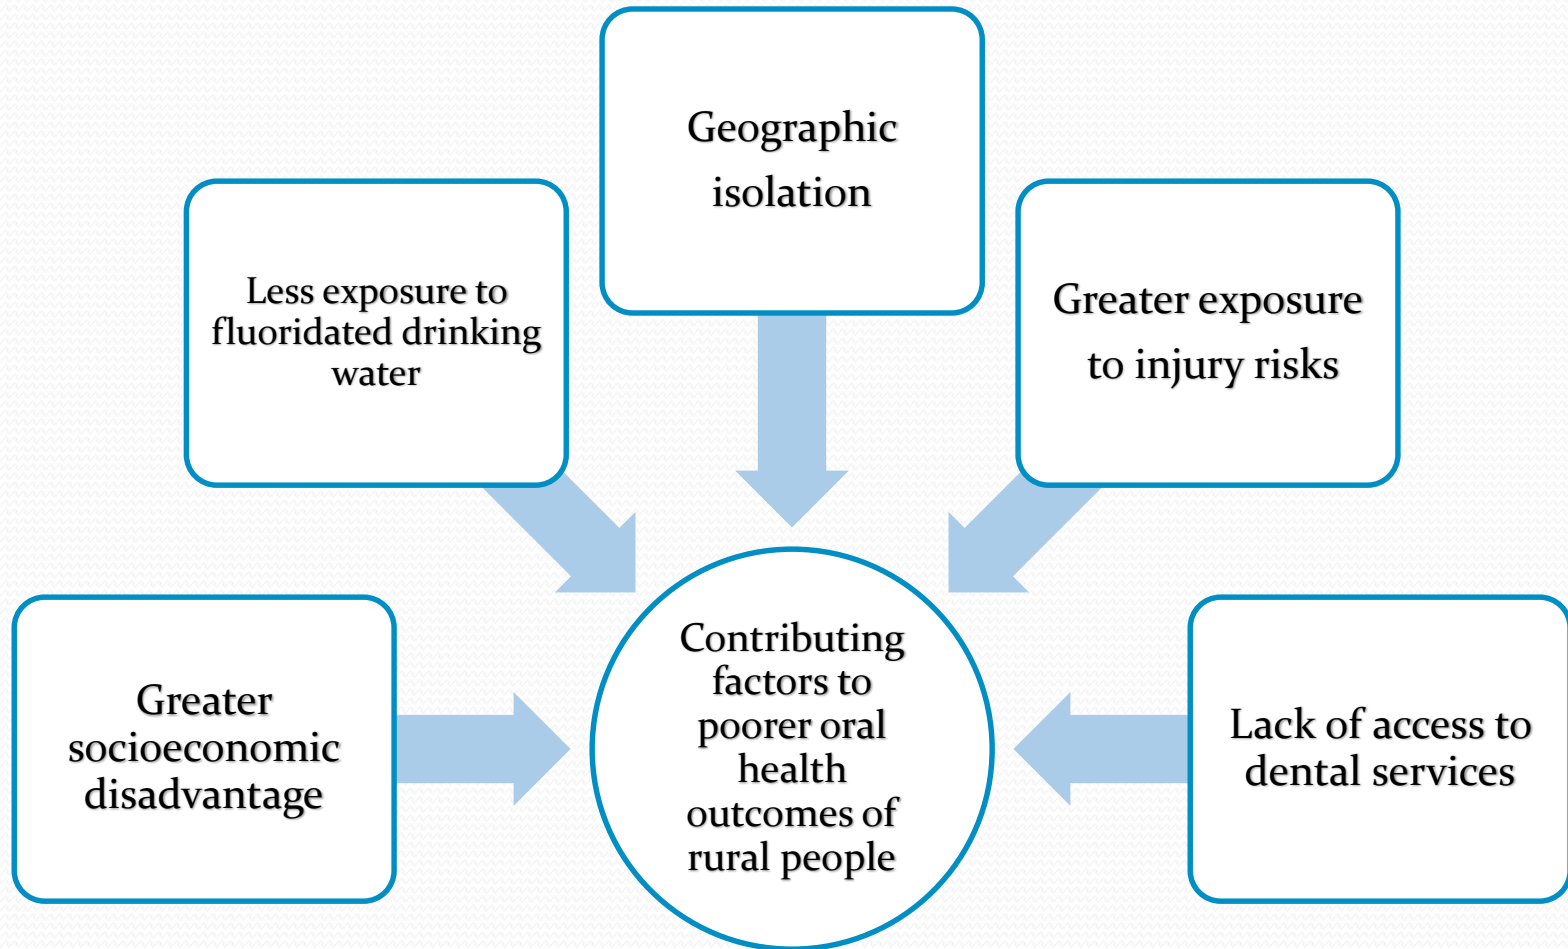 Geographic
isolation
Less exposure to
fluoridated drinking
water
Greater exposure
to injury risks
Greater
socioeconomic
disadvantage
Contributing
factors to
poorer oral
health
outcomes of
rural people
Lack of access to
dental services